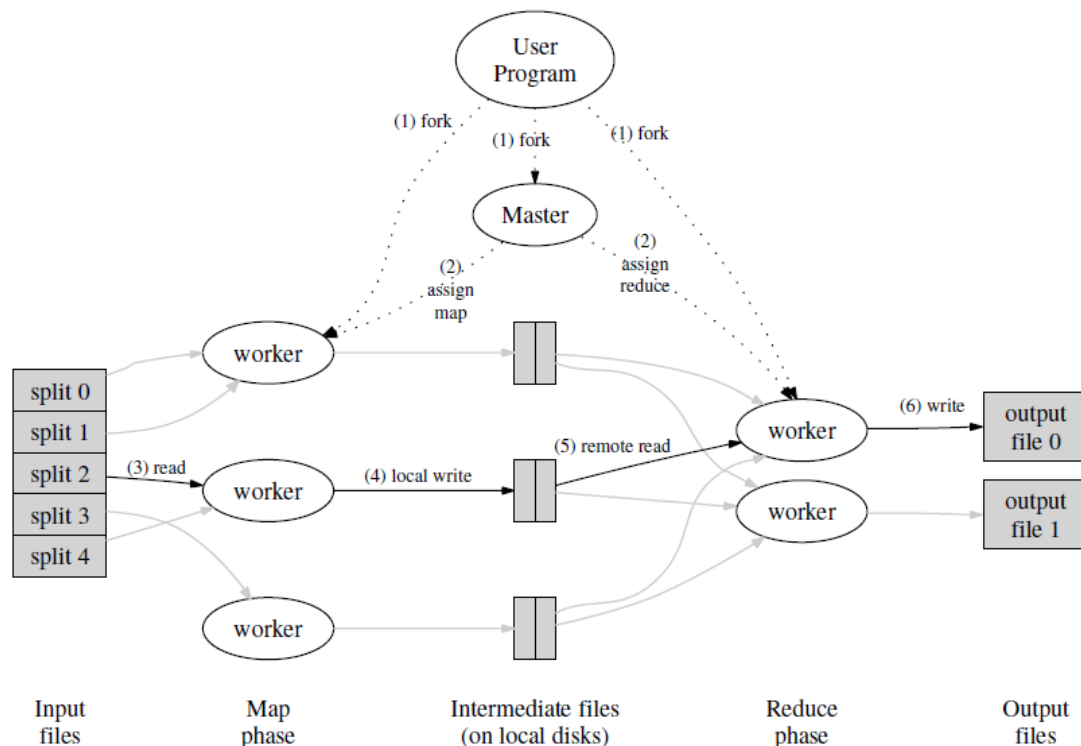 User
Program
(1) fork
(1) fork
(1) fork
Master
(2)
assign
map
(2)
assign
reduce
worker
split 0
split 1
split 2
split 3
split 4
(3) read
worker
(4) local write
(5) remote read
worker
(6) write
output
file 0
worker
output
file 1
worker
Input
files
Map
phase
Intermediate files
(on local disks)
Reduce
phase
Output
files